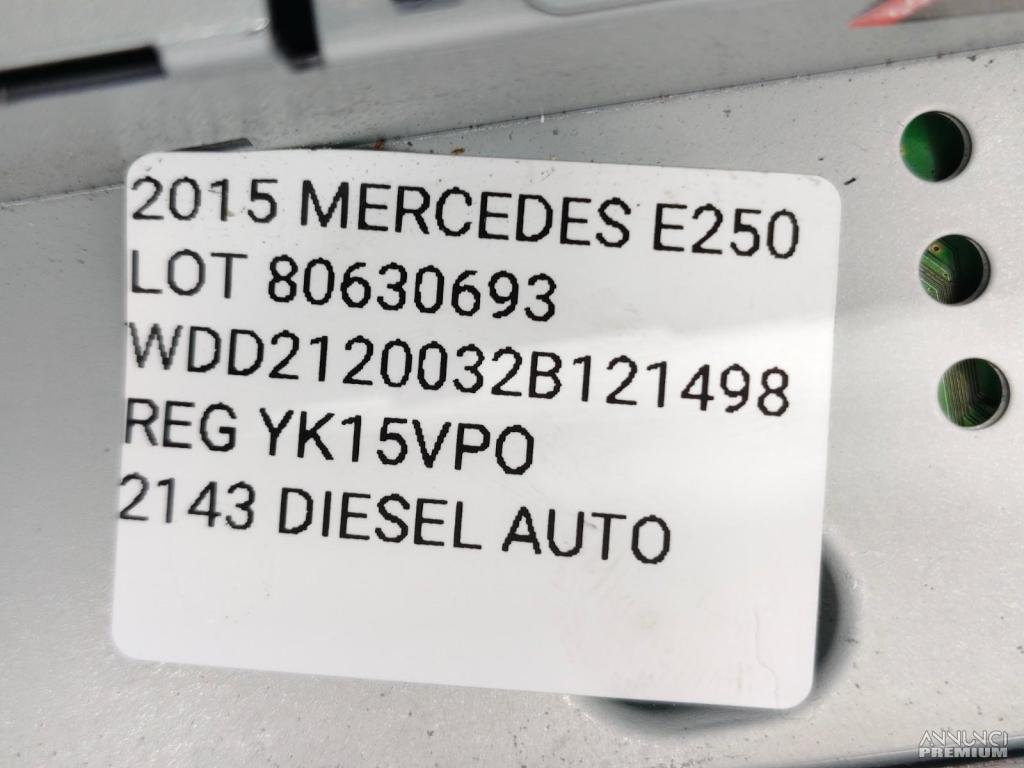 2015 MERCEDES E250
LOT 80630693
WDD2120032B121498
REG YK15VPO
2143 DIESEL AUTO
ANNUNCI
PREMIUM